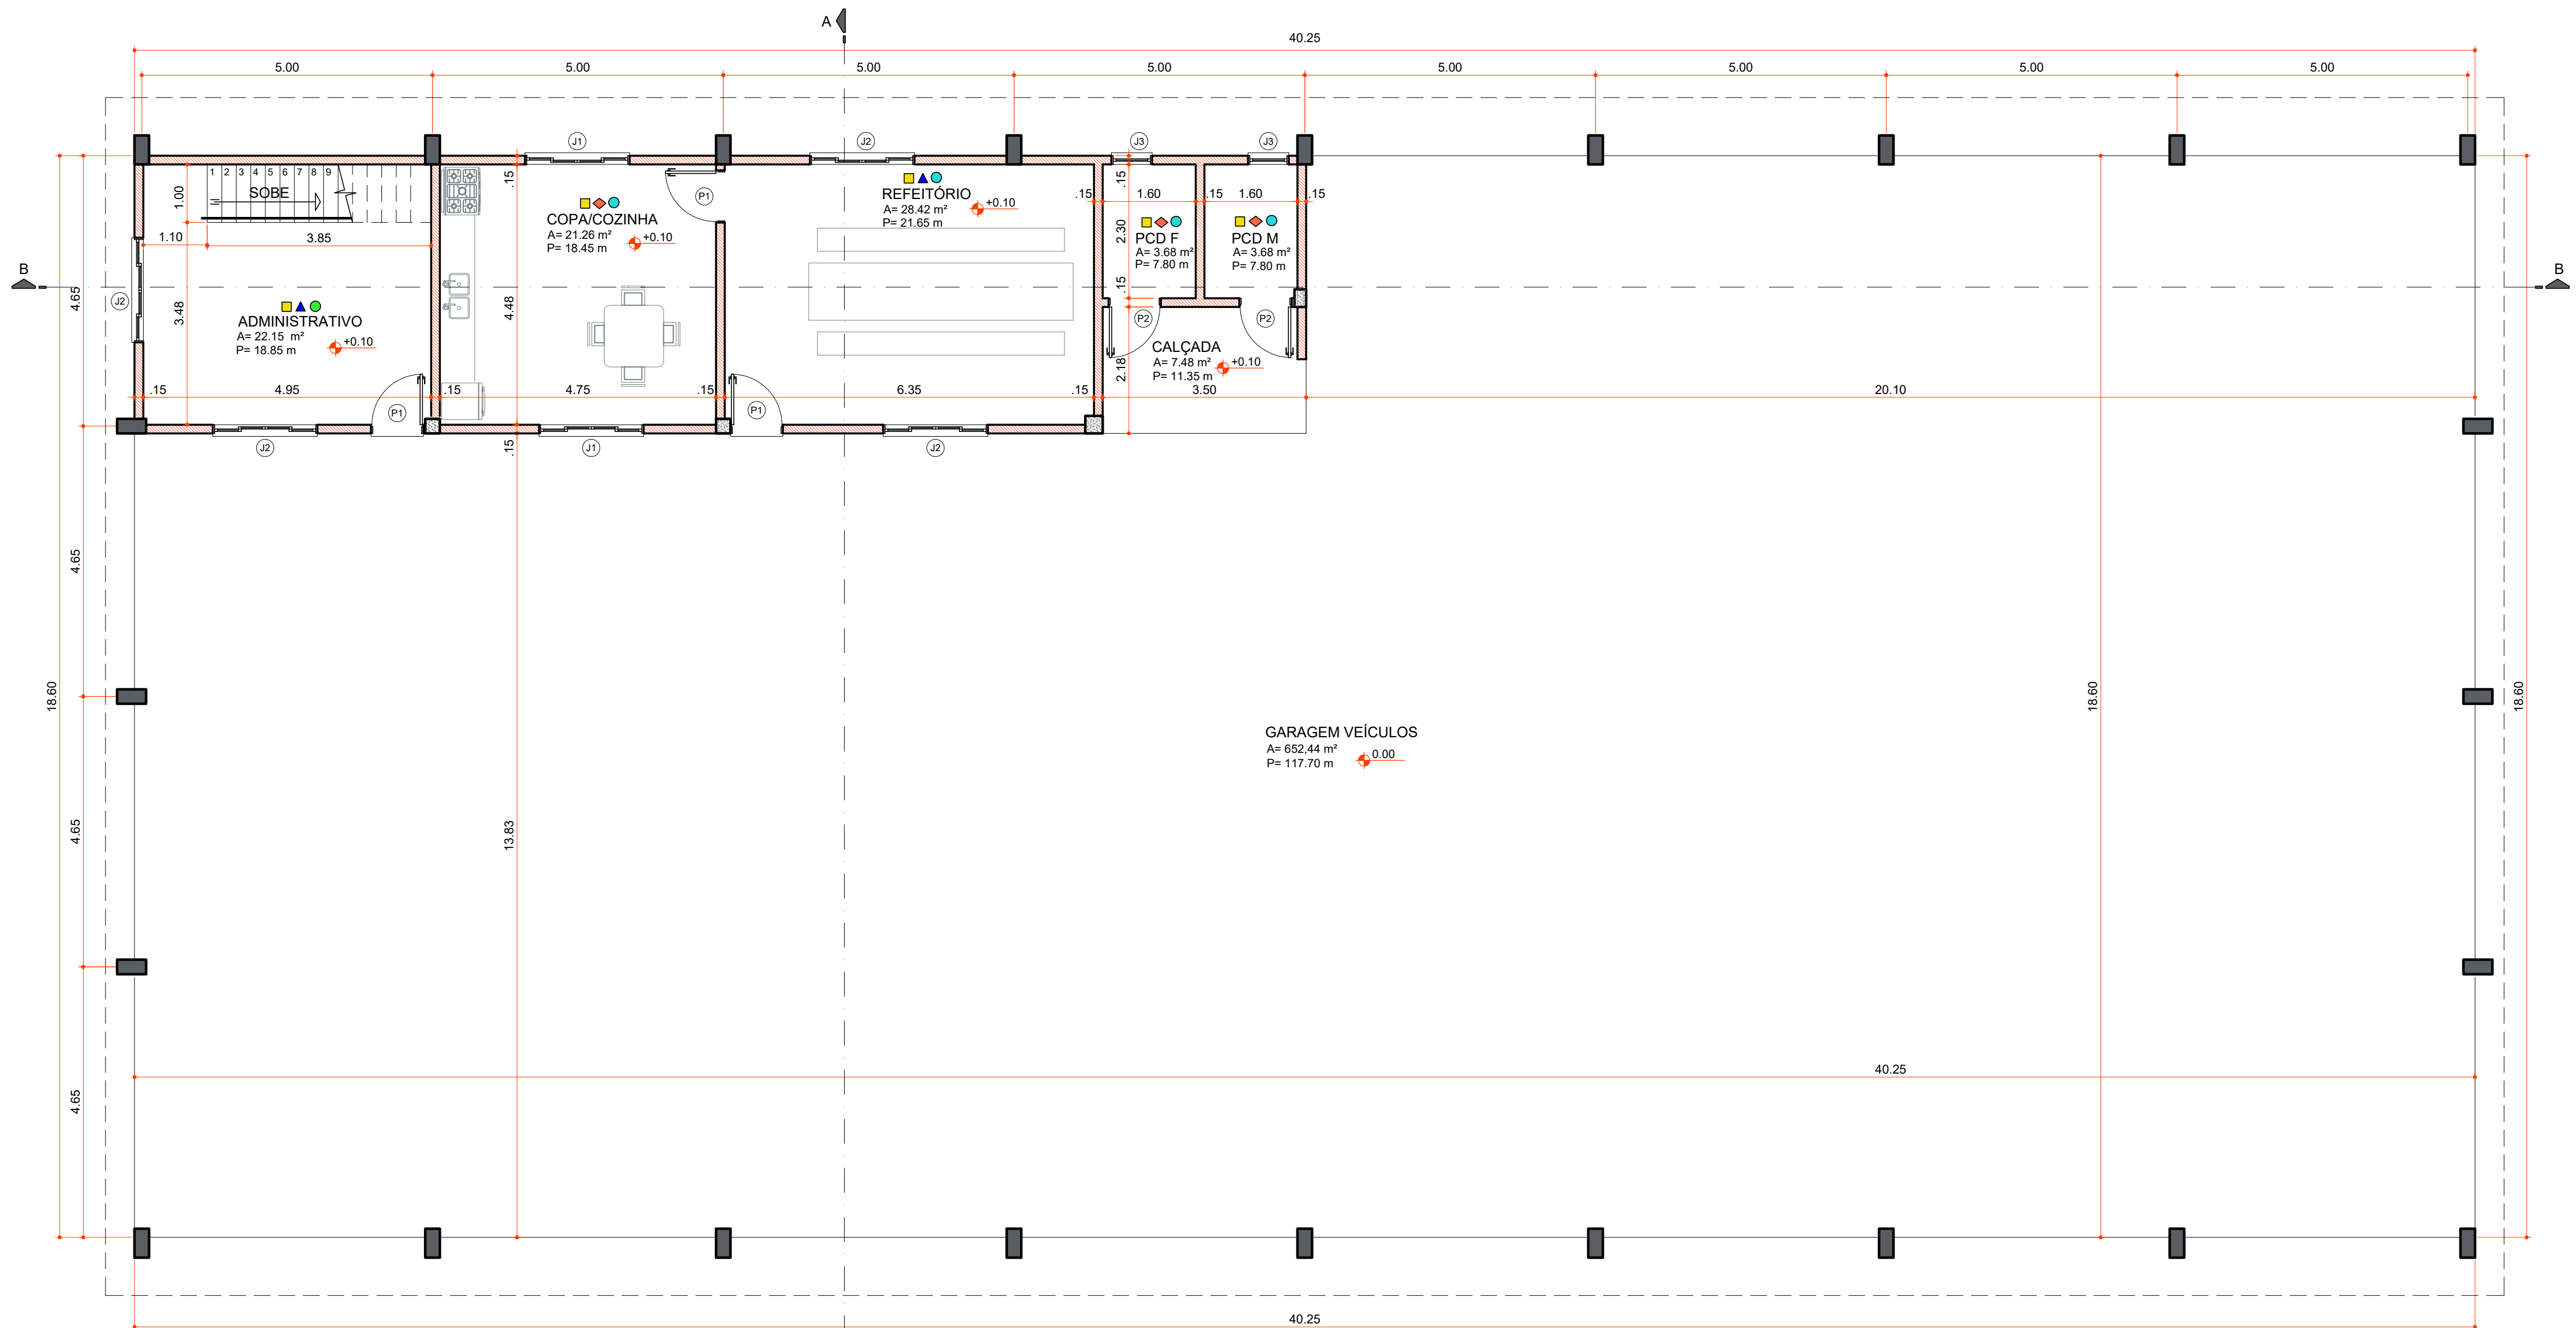 A
40.25
5.00 5.00 5.00 5.00 5.00 5.00 5.00 5.00
J1 J2 J3 J3
1 2 3 4 5 6 7 8 9
SOBE
1.00
1.10 3.85
3.48
ADMINISTRATIVO
A= 22.15 m²
P= 18.85 m
+0.10
.15 4.95 .15 4.75 .15 6.35 .15 3.50 20.10
.15
COPA/COZINHA
A= 21.26 m²
P= 18.45 m
+0.10
4.48
P1
REFEITÓRIO
A= 28.42 m²
P= 21.65 m
+0.10
.15 1.60 .15 1.60 .15
.15
2.30
.15
PCD F
A= 3.68 m²
P= 7.80 m
PCD M
A= 3.68 m²
P= 7.80 m
P2 P2
CALÇADA
A= 7.48 m²
P= 11.35 m
+0.10
2.18
B B
J2
4.65
P1 P1
J2 J1 J2
.15
4.65
18.60
4.65
4.65
13.83
GARAGEM VEÍCULOS
A= 652,44 m²
P= 117.70 m
0.00
18.60
18.60
40.25
40.25